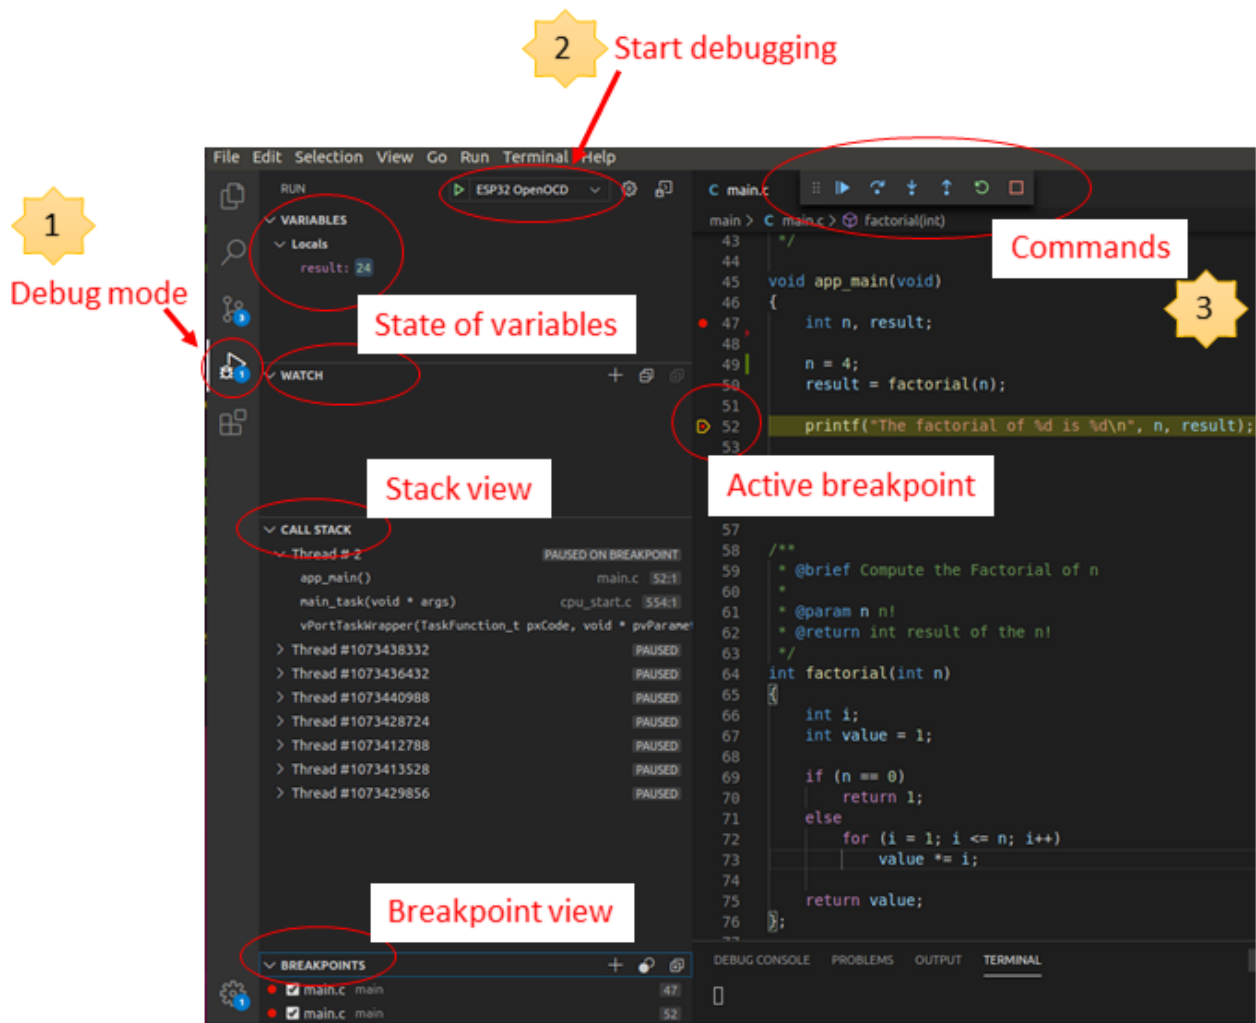 2 Start debugging
File Edit Selection View Go Run Terminal Help
1
Debug mode
RUN ESP32 OpenOCD
VARIABLES
Locals
result: 24
State of variables
3
1
WATCH
Stack view
CALL STACK
Thread # 2 PAUSED ON BREAKPOINT
app_main() main.c 52:1
main_task(void * args) cpu_start.c 554:1
vPortTaskWrapper(TaskFunction_t pxCode, void * pvParame
Thread #1073438332 PAUSED
Thread #1073436432 PAUSED
Thread #1073440988 PAUSED
Thread #1073428724 PAUSED
Thread #1073412788 PAUSED
Thread #1073413528 PAUSED
Thread #1073429856 PAUSED
Breakpoint view
BREAKPOINTS
main.c main 47
main.c main 52
1
C main.c
main > C main.c > factorial(int)
Commands
3
43 */
44
45 void app_main(void)
46 {
47 int n, result;
48
49 n = 4;
50 result = factorial(n);
51
52 printf("The factorial of %d is %d\n", n, result);
53
Active breakpoint
57
58 /**
59 * @brief Compute the Factorial of n
60 *
61 * @param n n!
62 * @return int result of the n!
63 */
64 int factorial(int n)
65 {
66 int i;
67 int value = 1;
68
69 if (n == 0)
70 return 1;
71 else
72 for (i = 1; i <= n; i++)
73 value *= i;
74
75 return value;
76 };
DEBUG CONSOLE PROBLEMS OUTPUT TERMINAL